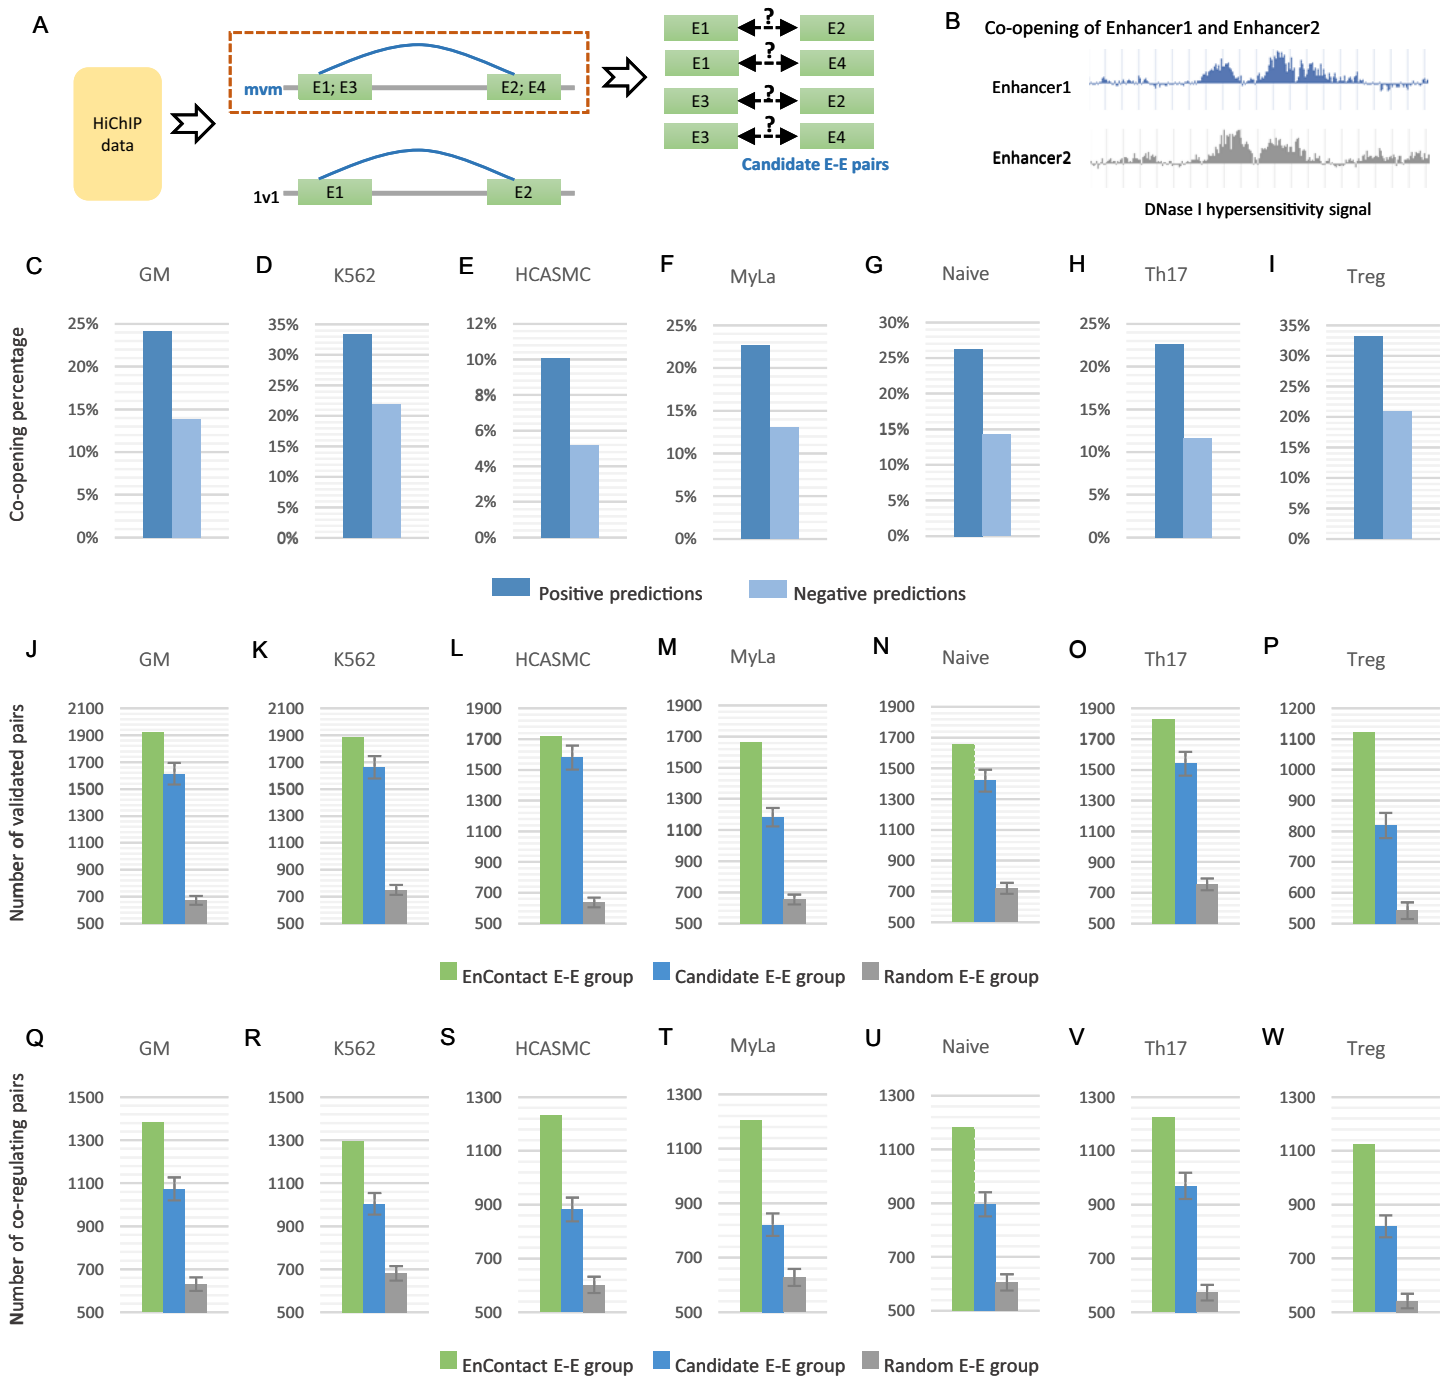 A
HiChIP
data
mvm
E1; E3
E2; E4
1v1
E1
E2
E1 ? E2
E1 ? E4
E3 ? E2
E3 ? E4
Candidate E-E pairs
B
Co-opening of Enhancer1 and Enhancer2
Enhancer1
Enhancer2
DNase I hypersensitivity signal
Co-opening percentage
C
GM
25%
20%
15%
10%
5%
0%
D
K562
35%
30%
25%
20%
15%
10%
5%
0%
E
HCASMC
12%
10%
8%
6%
4%
2%
0%
F
MyLa
25%
20%
15%
10%
5%
0%
G
Naive
30%
25%
20%
15%
10%
5%
0%
H
Th17
25%
20%
15%
10%
5%
0%
I
Treg
35%
30%
25%
20%
15%
10%
5%
0%
Positive predictions
Negative predictions
Number of validated pairs
J
GM
2100
1900
1700
1500
1300
1100
900
700
500
K
K562
2100
1900
1700
1500
1300
1100
900
700
500
L
HCASMC
1900
1700
1500
1300
1100
900
700
500
M
MyLa
1900
1700
1500
1300
1100
900
700
500
N
Naive
1900
1700
1500
1300
1100
900
700
500
O
Th17
1900
1700
1500
1300
1100
900
700
500
P
Treg
1200
1100
1000
900
800
700
600
500
EnContact E-E group
Candidate E-E group
Random E-E group
Number of co-regulating pairs
Q
GM
1500
1300
1100
900
700
500
R
K562
1500
1300
1100
900
700
500
S
HCASMC
1300
1100
900
700
500
T
MyLa
1300
1100
900
700
500
U
Naive
1300
1100
900
700
500
V
Th17
1300
1100
900
700
500
W
Treg
1300
1100
900
700
500
EnContact E-E group
Candidate E-E group
Random E-E group